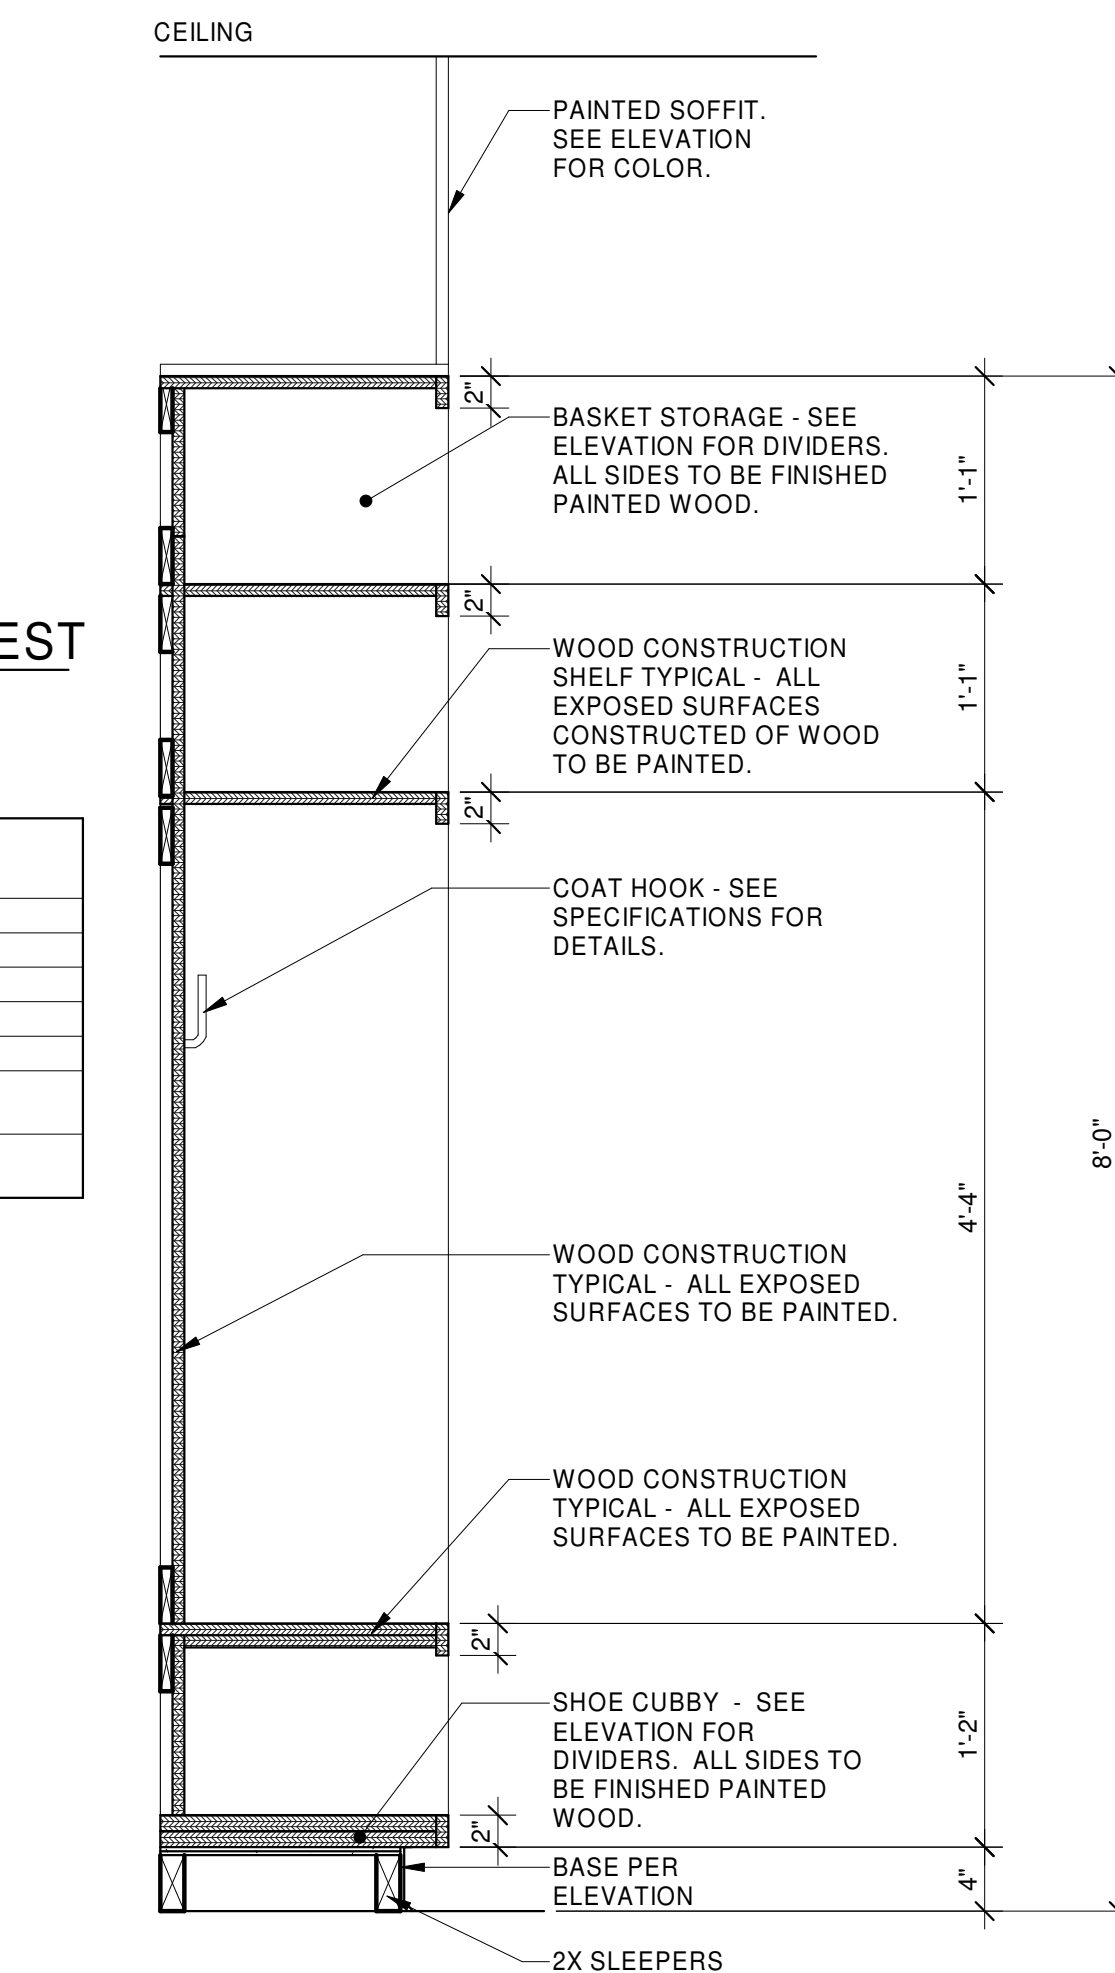 CEILING
PAINTED SOFFIT.
SEE ELEVATION
FOR COLOR.
2"
BASKET STORAGE - SEE
ELEVATION FOR DIVIDERS.
ALL SIDES TO BE FINISHED
PAINTED WOOD.
1'-1"
2"
EST
WOOD CONSTRUCTION
SHELF TYPICAL -  ALL
EXPOSED SURFACES
CONSTRUCTED OF WOOD
TO BE PAINTED.
1'-1"
2"
COAT HOOK - SEE
SPECIFICATIONS FOR
DETAILS.
8'-0"
4'-4"
WOOD CONSTRUCTION
TYPICAL -  ALL EXPOSED
SURFACES TO BE PAINTED.
WOOD CONSTRUCTION
TYPICAL -  ALL EXPOSED
SURFACES TO BE PAINTED.
2"
SHOE CUBBY  -  SEE
ELEVATION FOR
DIVIDERS.  ALL SIDES TO
BE FINISHED PAINTED
WOOD.
1'-2"
2"
BASE PER
ELEVATION
4"
2X SLEEPERS